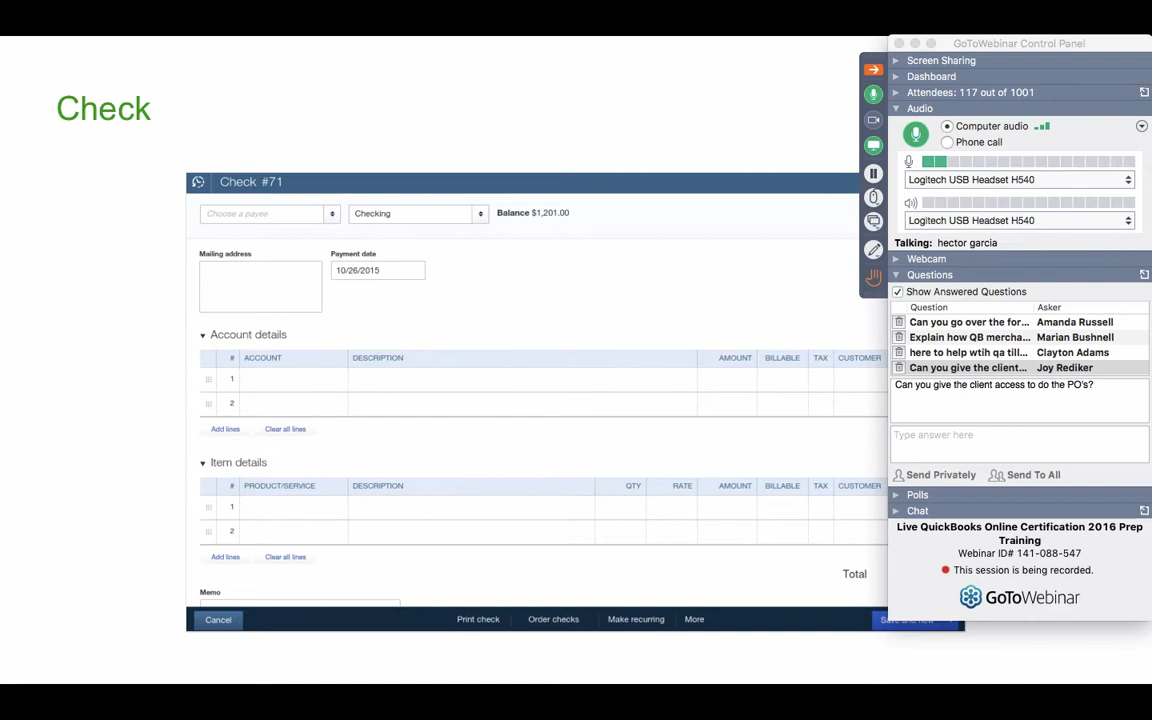 Check
Check #71
Choose a payee
Checking
Balance $1,201.00
Mailing address
Payment date
10/26/2015
Account details
# ACCOUNT DESCRIPTION AMOUNT BILLABLE TAX CUSTOMER
1
2
Add lines Clear all lines
Item details
# PRODUCT/SERVICE DESCRIPTION QTY RATE AMOUNT BILLABLE TAX CUSTOMER
1
2
Add lines Clear all lines
Total
Memo
Cancel Print check Order checks Make recurring More Save and new
GoToWebinar Control Panel
Screen Sharing
Dashboard
Attendees: 117 out of 1001
Audio
Computer audio
Phone call
Logitech USB Headset H540
Logitech USB Headset H540
Talking: hector garcia
Webcam
Questions
Show Answered Questions
Question Asker
Can you go over the for... Amanda Russell
Explain how QB mercha... Marian Bushnell
here to help wtih qa till... Clayton Adams
Can you give the client... Joy Rediker
Can you give the client access to do the PO's?
Type answer here
Send Privately Send To All
Polls
Chat
Live QuickBooks Online Certification 2016 Prep
Training
Webinar ID# 141-088-547
This session is being recorded.
GoToWebinar